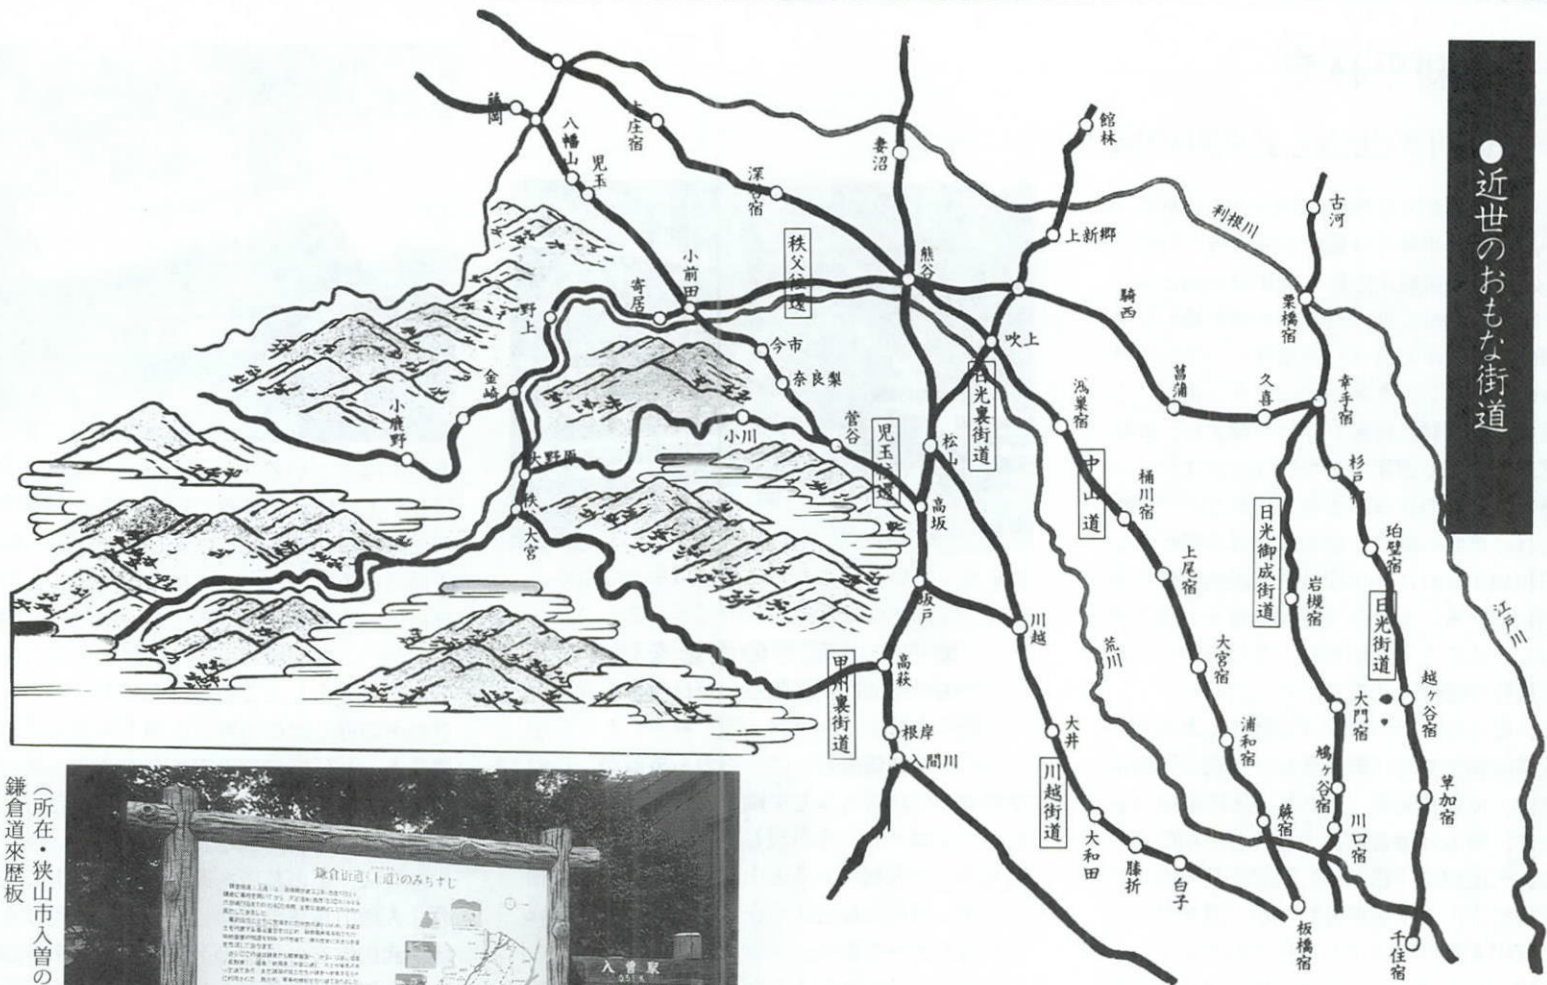 ●近世のおもな街道
藤岡
八幡山
児玉
本庄宿
深谷宿
妻沼
館林
上新郷
利根川
古河
栗橋宿
小前田
秩父往還
熊谷
寄居
野上
騎西
吹上
今市
奈良梨
日光裏街道
鴻巣宿
菖蒲
久喜
幸手宿
金崎
小鹿野
小川
菅谷
児玉往還
松山
中山道
桶川宿
杉戸宿
大野原
秩
大宮
高坂
日光御成街道
粕壁宿
上尾宿
岩槻宿
日光街道
江戸川
坂戸
川越
荒川
大宮宿
甲州裏街道
高萩
大門宿
越ヶ谷宿
根岸
大井
浦和宿
入間川
川越街道
鳩ヶ谷宿
草加宿
蕨宿
川口宿
大和田
膝折
白子
板橋宿
千住宿
鎌倉街道(上道)のみちすじ
入曽駅
鎌倉道來歴板
(所在・狭山市入曽の